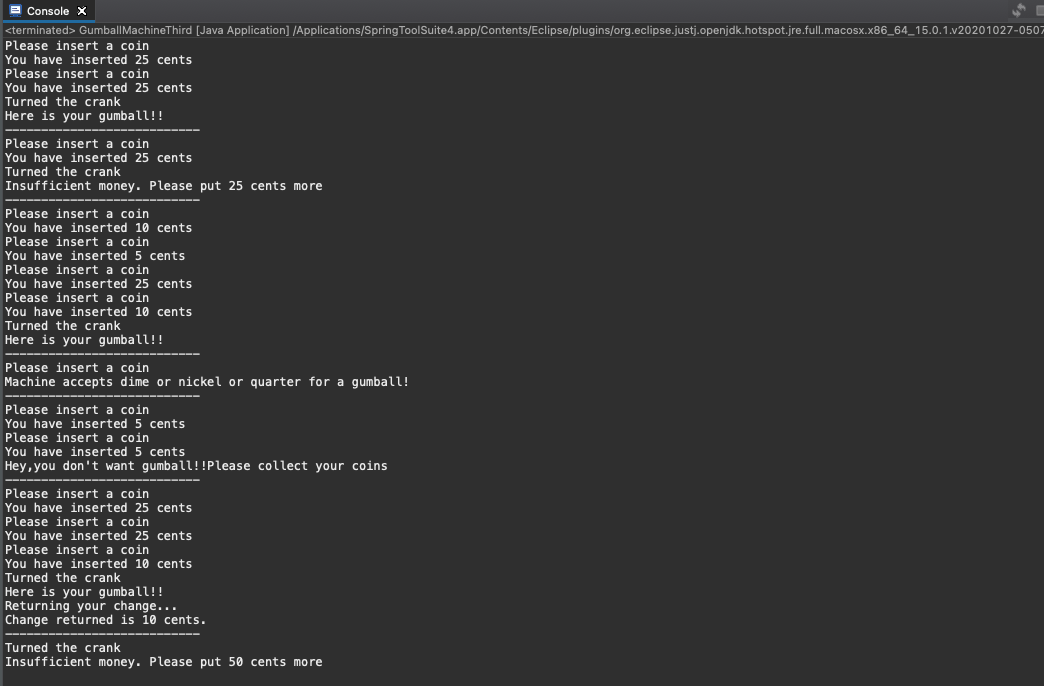 Console
<terminated> GumballMachineThird [Java Application] /Applications/SpringToolSuite4.app/Contents/Eclipse/plugins/org.eclipse.justj.openjdk.hotspot.jre.full.macosx.x86_64_15.0.1.v20201027-0507
Please insert a coin
You have inserted 25 cents
Please insert a coin
You have inserted 25 cents
Turned the crank
Here is your gumball!!
---------------------------
Please insert a coin
You have inserted 25 cents
Turned the crank
Insufficient money. Please put 25 cents more
---------------------------
Please insert a coin
You have inserted 10 cents
Please insert a coin
You have inserted 5 cents
Please insert a coin
You have inserted 25 cents
Please insert a coin
You have inserted 10 cents
Turned the crank
Here is your gumball!!
---------------------------
Please insert a coin
Machine accepts dime or nickel or quarter for a gumball!
---------------------------
Please insert a coin
You have inserted 5 cents
Please insert a coin
You have inserted 5 cents
Hey,you don't want gumball!!Please collect your coins
---------------------------
Please insert a coin
You have inserted 25 cents
Please insert a coin
You have inserted 25 cents
Please insert a coin
You have inserted 10 cents
Turned the crank
Here is your gumball!!
Returning your change...
Change returned is 10 cents.
---------------------------
Turned the crank
Insufficient money. Please put 50 cents more